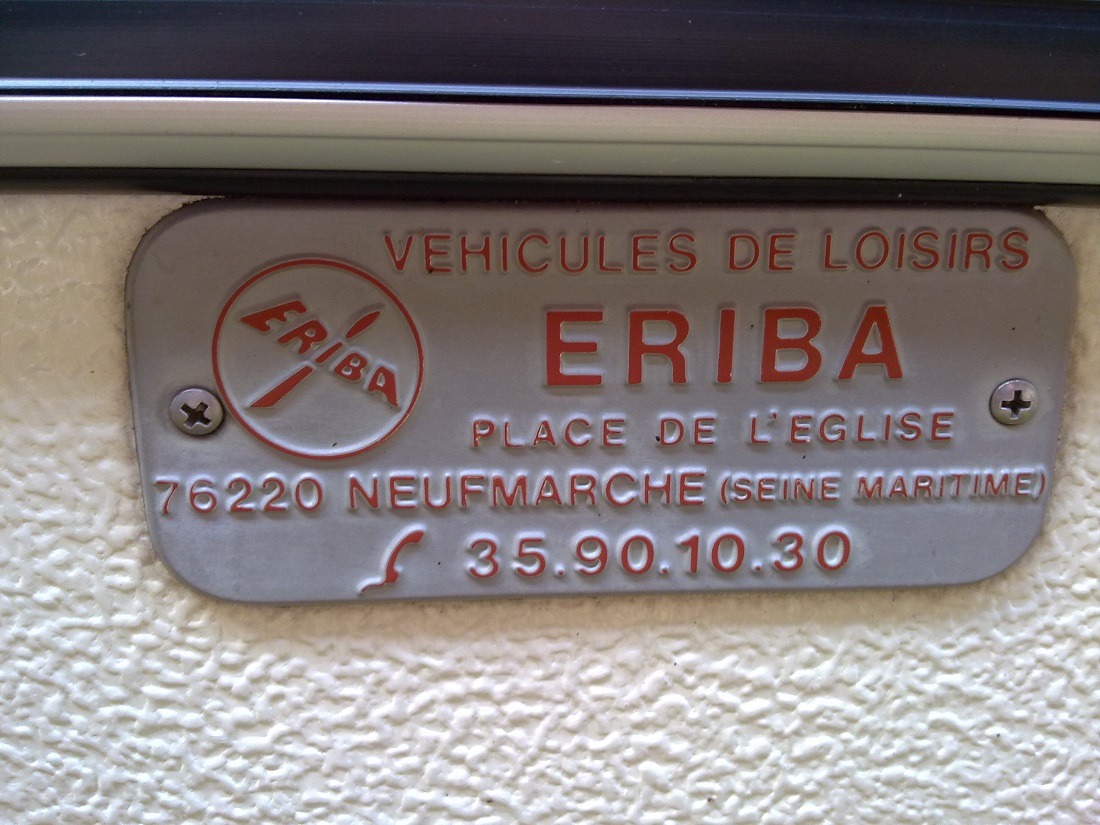 VEHICULES DE LOISIRS
ERIBA
ERIBA
PLACE DE L'EGLISE
76220 NEUFMARCHE (SEINE MARITIME)
35.90.10.30